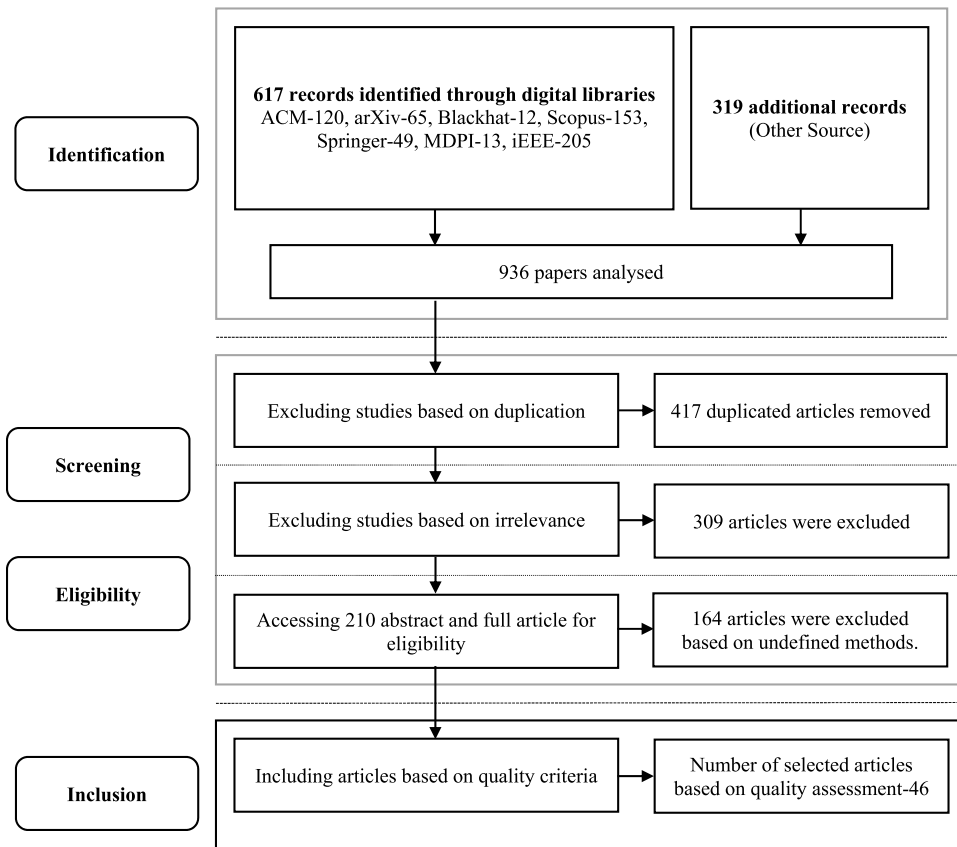 Identification
617 records identified through digital libraries
ACM-120, arXiv-65, Blackhat-12, Scopus-153,
Springer-49, MDPI-13, iEEE-205
319 additional records
(Other Source)
936 papers analysed
Screening
Excluding studies based on duplication
417 duplicated articles removed
Excluding studies based on irrelevance
309 articles were excluded
Eligibility
Accessing 210 abstract and full article for
eligibility
164 articles were excluded
based on undefined methods.
Inclusion
Including articles based on quality criteria
Number of selected articles
based on quality assessment-46